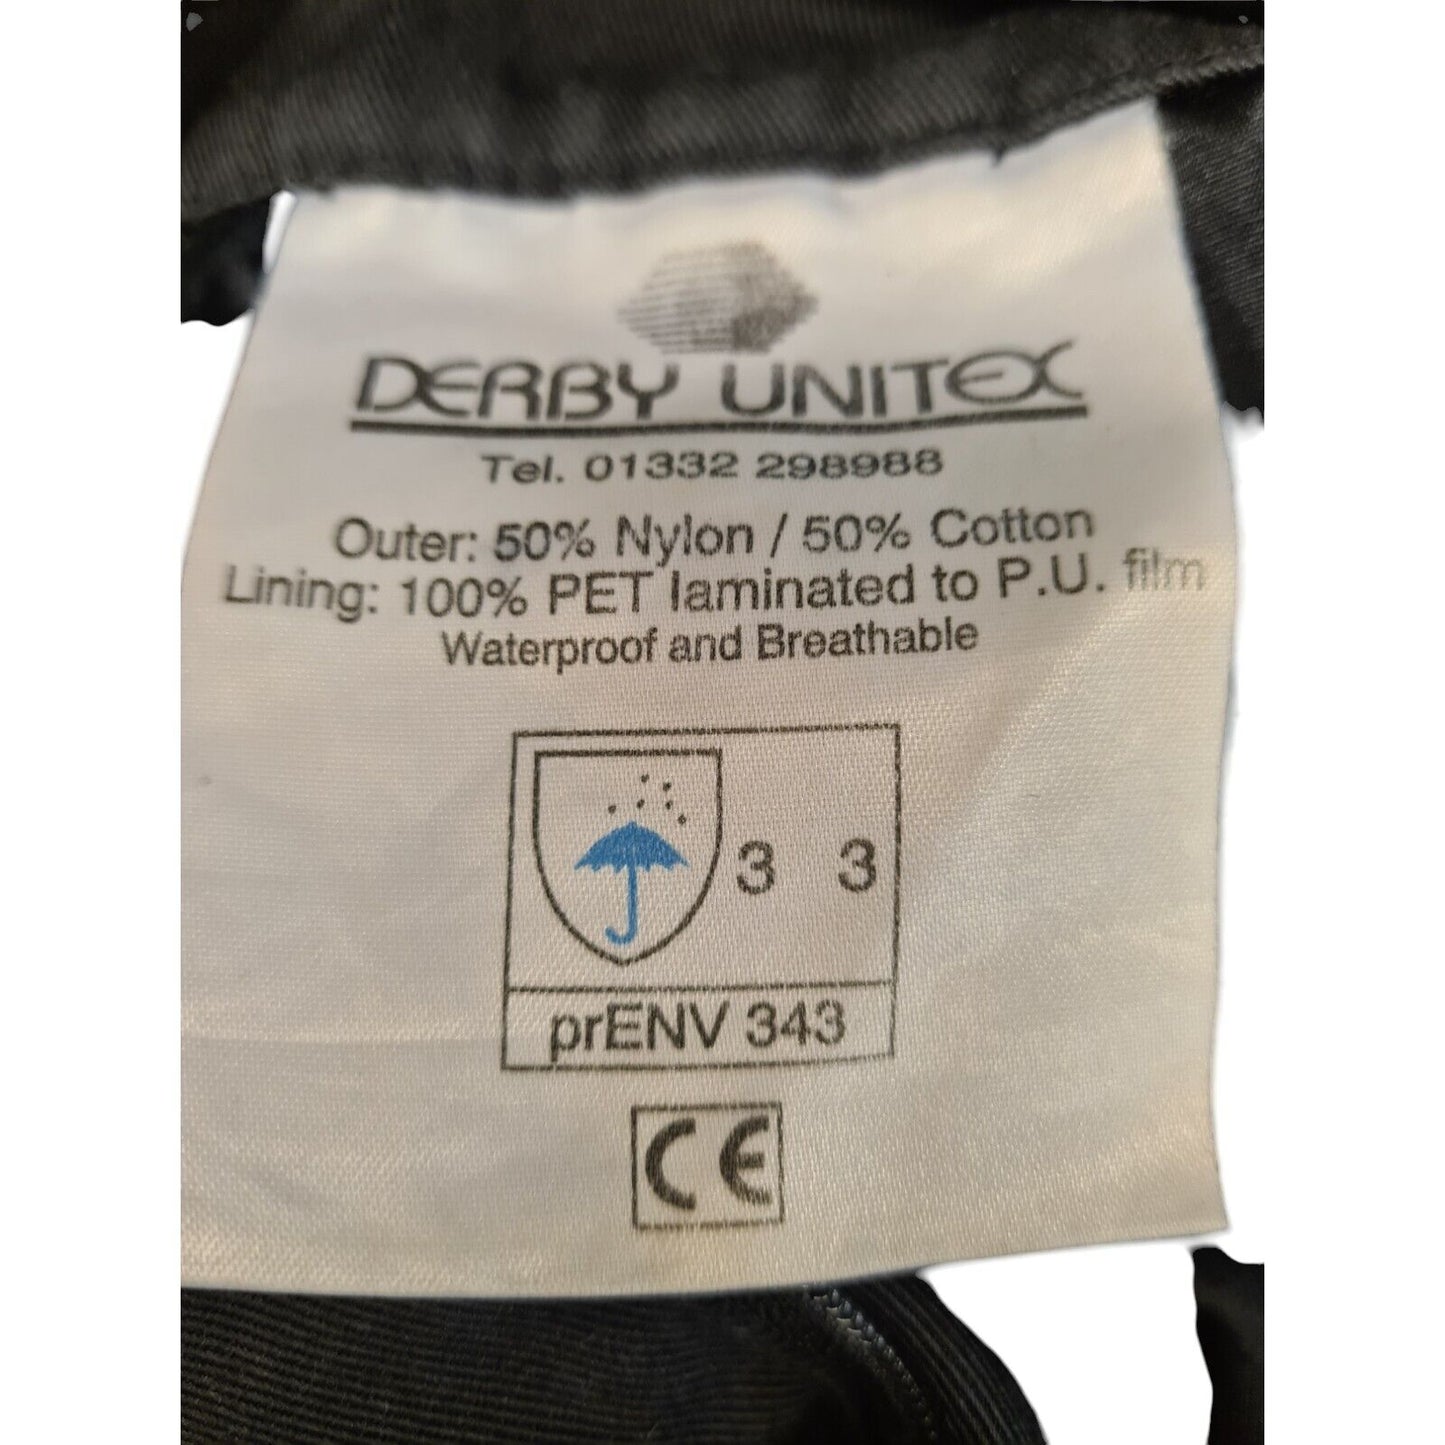 DERBY UNITEX
Tel. 01332 298988
Outer: 50% Nylon / 50% Cotton
Lining: 100% PET laminated to P.U. film
Waterproof and Breathable
3 3
prENV 343
CE